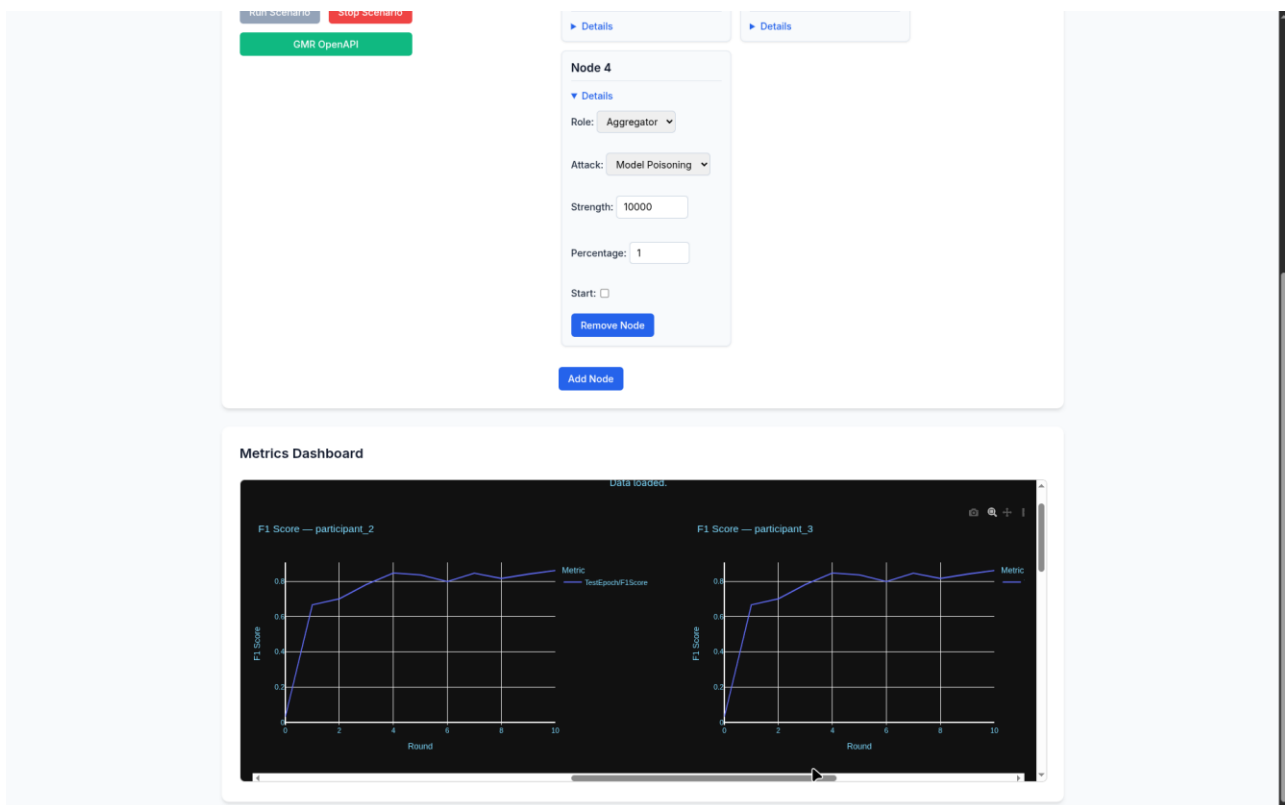 Run Scenario
Stop Scenario
GMR OpenAPI
▶ Details
▶ Details
Node 4
▼ Details
Role: Aggregator
Attack: Model Poisoning
Strength: 10000
Percentage: 1
Start:
Remove Node
Add Node
Metrics Dashboard
Data loaded.
F1 Score — participant_2
Metric
TestEpoch/F1Score
0.8
0.6
0.4
0.2
0
F1 Score
0 2 4 6 8 10
Round
F1 Score — participant_3
Metric
0.8
0.6
0.4
0.2
0
F1 Score
0 2 4 6 8 10
Round